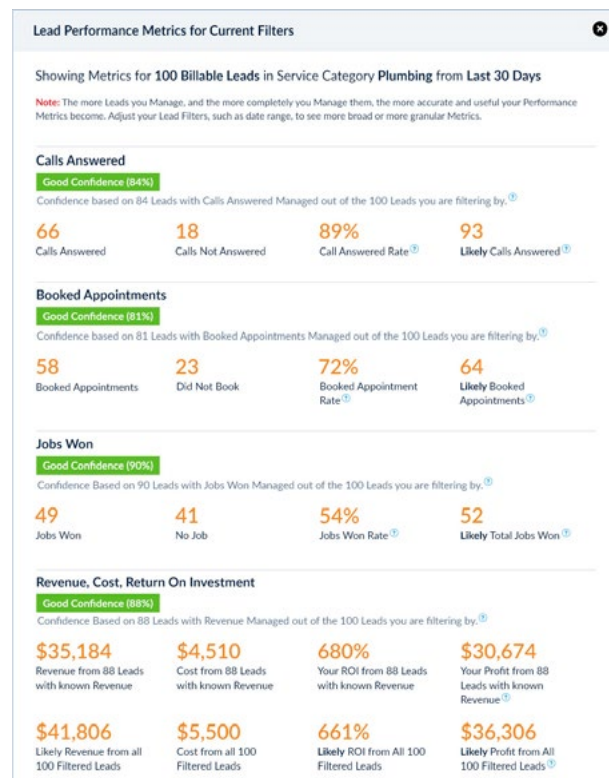 Lead Performance Metrics for Current Filters
Showing Metrics for 100 Billable Leads in Service Category Plumbing from Last 30 Days
Note: The more Leads you Manage, and the more completely you Manage them, the more accurate and useful your Performance
Metrics become. Adjust your Lead Filters, such as date range, to see more broad or more granular Metrics.
Calls Answered
Good Confidence (84%)
Confidence based on 84 Leads with Calls Answered Managed out of the 100 Leads you are filtering by. ?
66 18 89% 93
Calls Answered Calls Not Answered Call Answered Rate ? Likely Calls Answered ?
Booked Appointments
Good Confidence (81%)
Confidence based on 81 Leads with Booked Appointments Managed out of the 100 Leads you are filtering by. ?
58 23 72% 64
Booked Appointments Did Not Book Booked Appointment Likely Booked
Rate ? Appointments ?
Jobs Won
Good Confidence (90%)
Confidence Based on 90 Leads with Jobs Won Managed out of the 100 Leads you are filtering by. ?
49 41 54% 52
Jobs Won No Job Jobs Won Rate ? Likely Total Jobs Won ?
Revenue, Cost, Return On Investment
Good Confidence (88%)
Confidence Based on 88 Leads with Revenue Managed out of the 100 Leads you are filtering by. ?
$35,184 $4,510 680% $30,674
Revenue from 88 Leads Cost from 88 Leads Your ROI from 88 Leads Your Profit from 88
with known Revenue with known Revenue with known Revenue Leads with known
Revenue ?
$41,806 $5,500 661% $36,306
Likely Revenue from all Cost from all 100 Likely ROI from All 100 Likely Profit from All
100 Filtered Leads Filtered Leads Filtered Leads 100 Filtered Leads ?